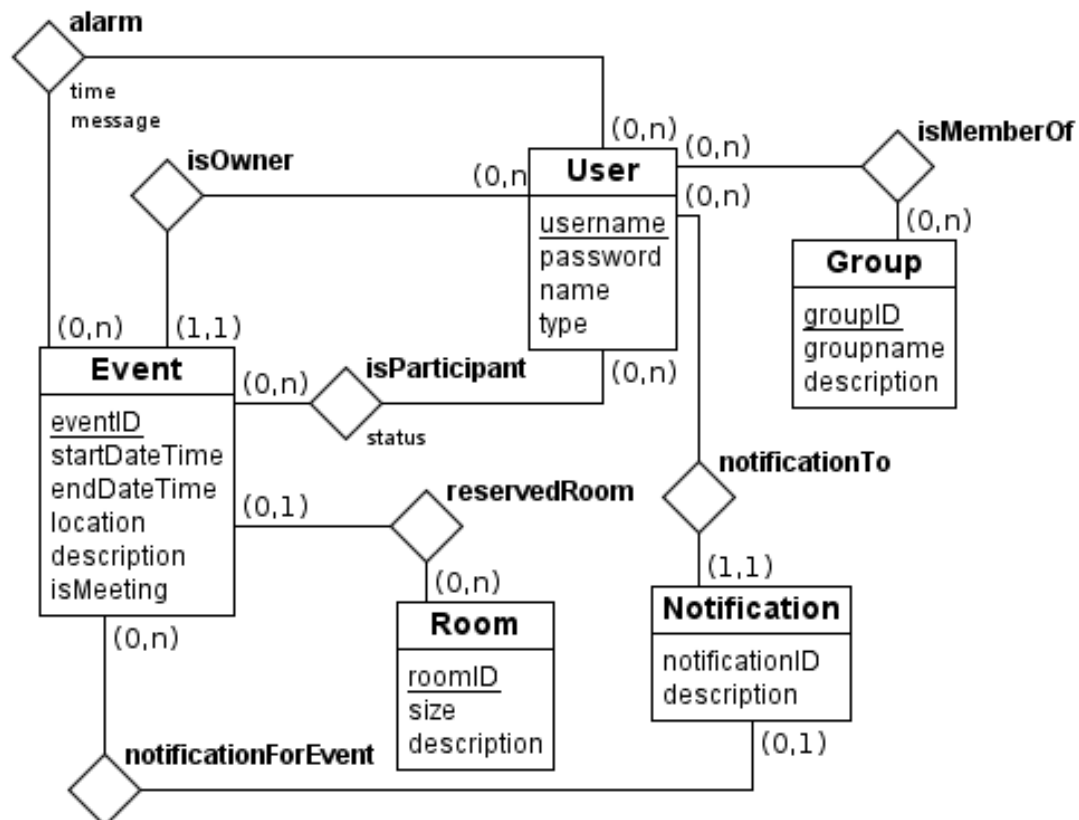 alarm
time
message
(0,n)
isOwner
(0,n
(1,1)
(0,n)
User
username
password
name
type
(0,n)
isMemberOf
(0,n)
(0,n)
Group
groupID
groupname
description
(0,n)
Event
eventID
startDateTime
endDateTime
location
description
isMeeting
(0,n)
isParticipant
status
(0,n)
(0,1)
reservedRoom
(0,n)
Room
roomID
size
description
notificationTo
(1,1)
Notification
notificationID
description
(0,1)
(0,n)
notificationForEvent